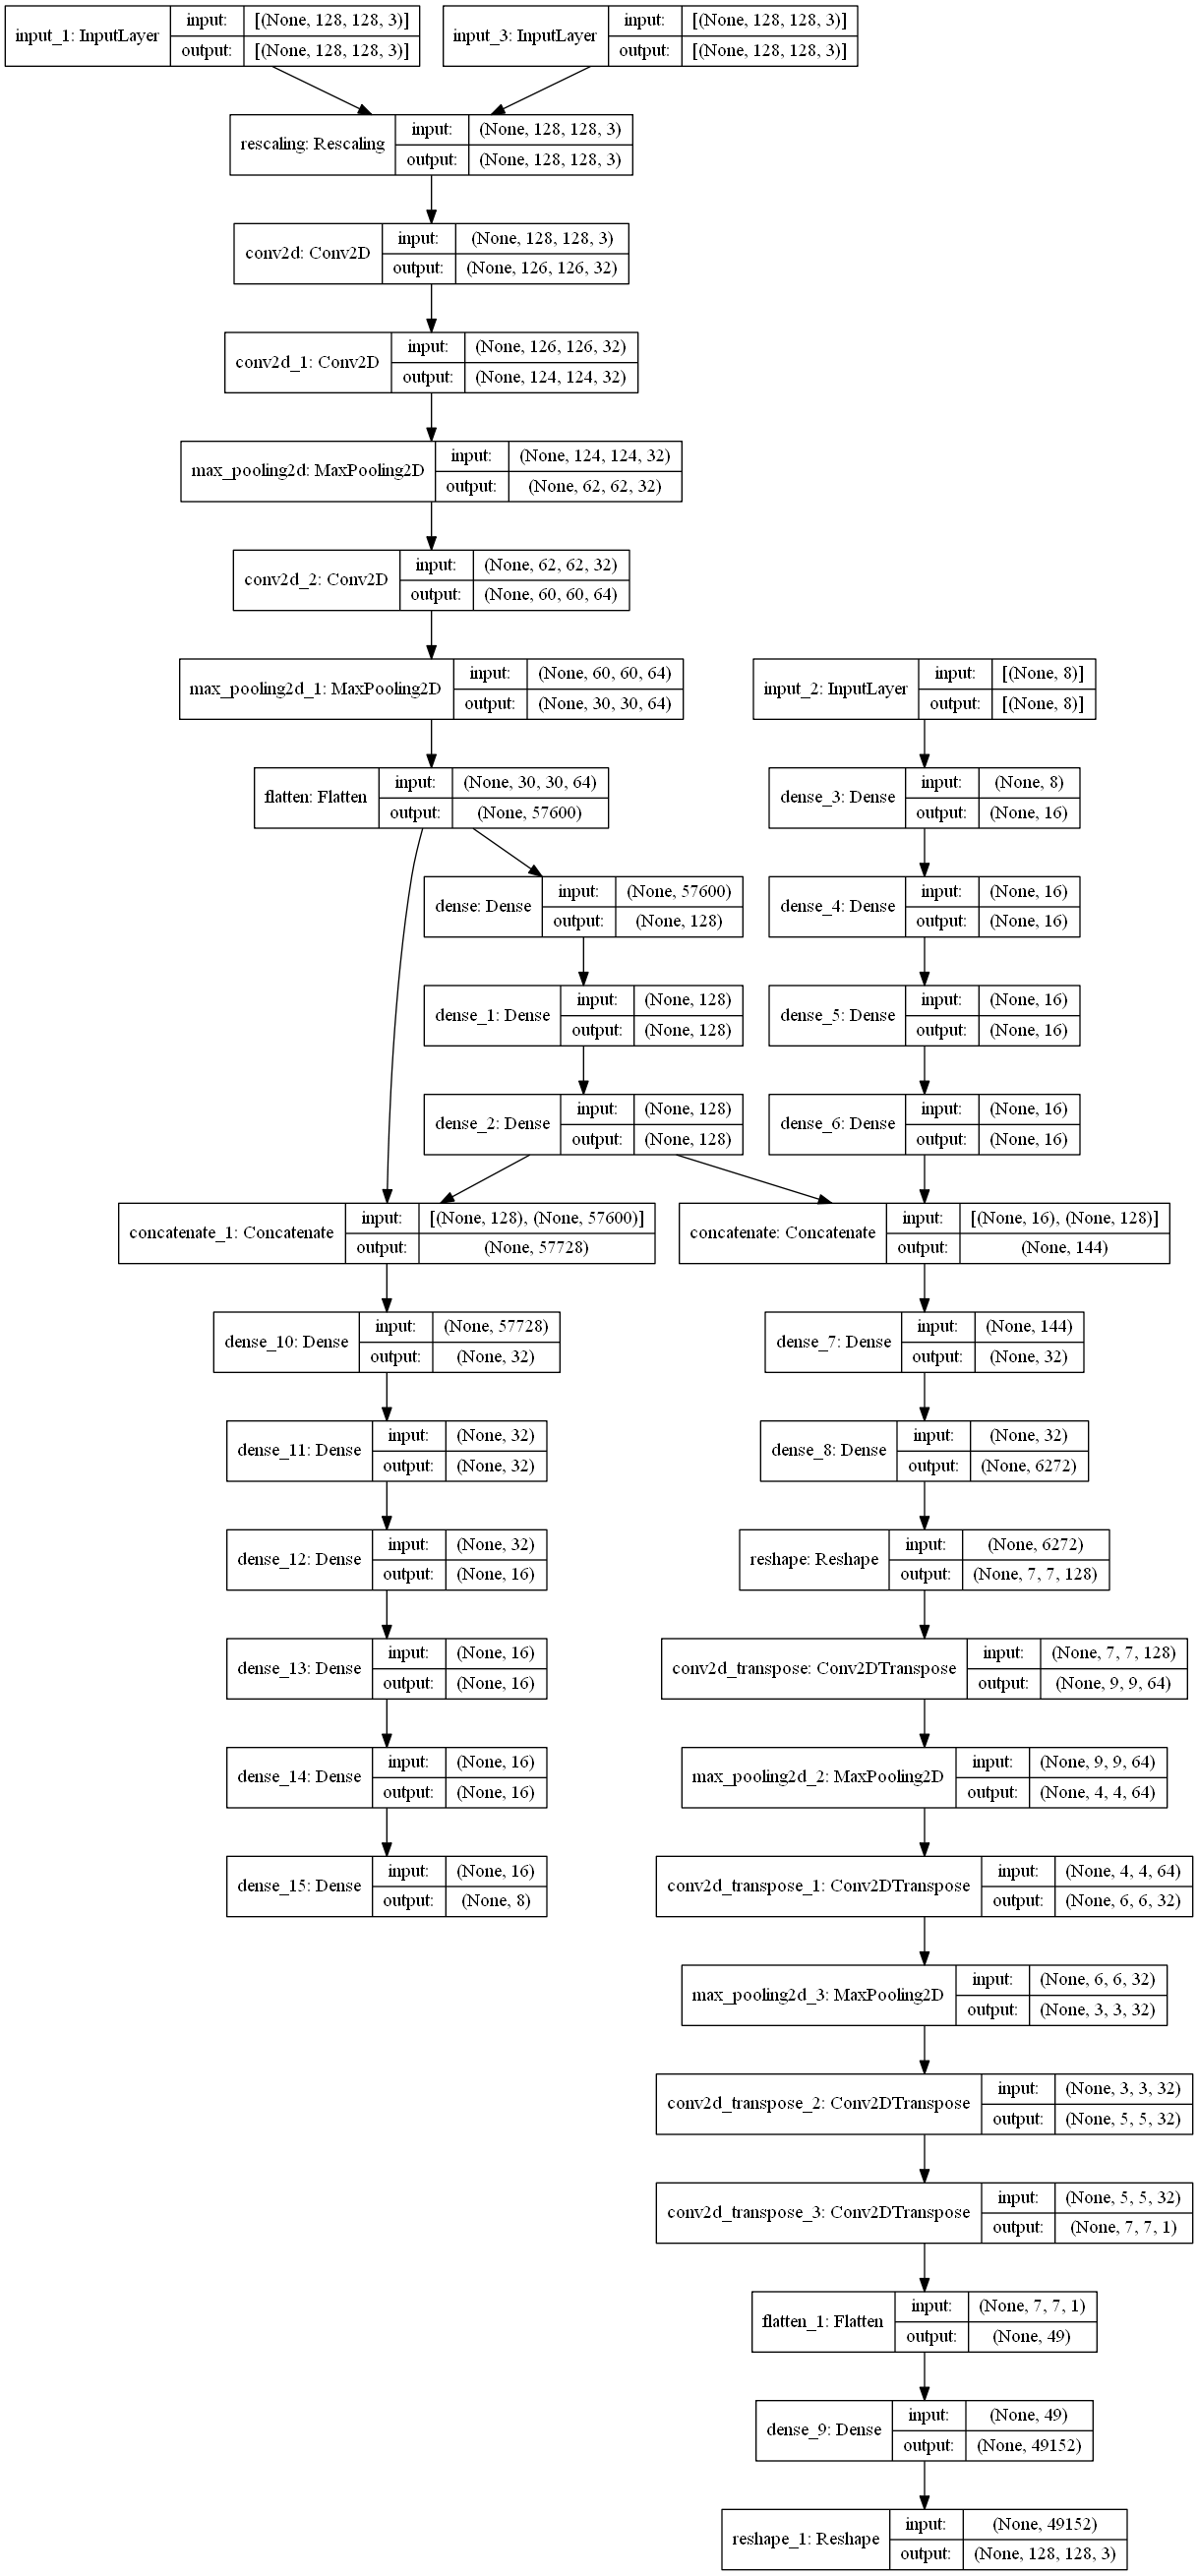 input_1: InputLayer
input: [(None, 128, 128, 3)]
output: [(None, 128, 128, 3)]
input_3: InputLayer
input: [(None, 128, 128, 3)]
output: [(None, 128, 128, 3)]
rescaling: Rescaling
input: (None, 128, 128, 3)
output: (None, 128, 128, 3)
conv2d: Conv2D
input: (None, 128, 128, 3)
output: (None, 126, 126, 32)
conv2d_1: Conv2D
input: (None, 126, 126, 32)
output: (None, 124, 124, 32)
max_pooling2d: MaxPooling2D
input: (None, 124, 124, 32)
output: (None, 62, 62, 32)
conv2d_2: Conv2D
input: (None, 62, 62, 32)
output: (None, 60, 60, 64)
max_pooling2d_1: MaxPooling2D
input: (None, 60, 60, 64)
output: (None, 30, 30, 64)
input_2: InputLayer
input: [(None, 8)]
output: [(None, 8)]
flatten: Flatten
input: (None, 30, 30, 64)
output: (None, 57600)
dense_3: Dense
input: (None, 8)
output: (None, 16)
dense: Dense
input: (None, 57600)
output: (None, 128)
dense_4: Dense
input: (None, 16)
output: (None, 16)
dense_1: Dense
input: (None, 128)
output: (None, 128)
dense_5: Dense
input: (None, 16)
output: (None, 16)
dense_2: Dense
input: (None, 128)
output: (None, 128)
dense_6: Dense
input: (None, 16)
output: (None, 16)
concatenate_1: Concatenate
input: [(None, 128), (None, 57600)]
output: (None, 57728)
concatenate: Concatenate
input: [(None, 16), (None, 128)]
output: (None, 144)
dense_10: Dense
input: (None, 57728)
output: (None, 32)
dense_7: Dense
input: (None, 144)
output: (None, 32)
dense_11: Dense
input: (None, 32)
output: (None, 32)
dense_8: Dense
input: (None, 32)
output: (None, 6272)
dense_12: Dense
input: (None, 32)
output: (None, 16)
reshape: Reshape
input: (None, 6272)
output: (None, 7, 7, 128)
dense_13: Dense
input: (None, 16)
output: (None, 16)
conv2d_transpose: Conv2DTranspose
input: (None, 7, 7, 128)
output: (None, 9, 9, 64)
dense_14: Dense
input: (None, 16)
output: (None, 16)
max_pooling2d_2: MaxPooling2D
input: (None, 9, 9, 64)
output: (None, 4, 4, 64)
dense_15: Dense
input: (None, 16)
output: (None, 8)
conv2d_transpose_1: Conv2DTranspose
input: (None, 4, 4, 64)
output: (None, 6, 6, 32)
max_pooling2d_3: MaxPooling2D
input: (None, 6, 6, 32)
output: (None, 3, 3, 32)
conv2d_transpose_2: Conv2DTranspose
input: (None, 3, 3, 32)
output: (None, 5, 5, 32)
conv2d_transpose_3: Conv2DTranspose
input: (None, 5, 5, 32)
output: (None, 7, 7, 1)
flatten_1: Flatten
input: (None, 7, 7, 1)
output: (None, 49)
dense_9: Dense
input: (None, 49)
output: (None, 49152)
reshape_1: Reshape
input: (None, 49152)
output: (None, 128, 128, 3)